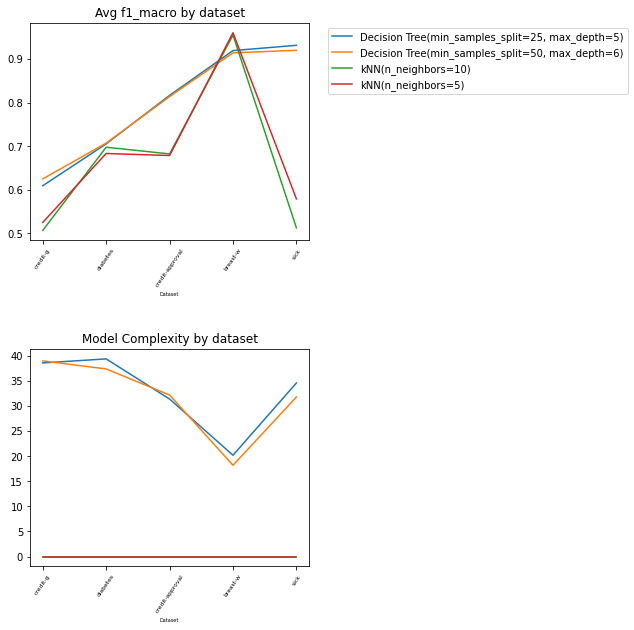 Avg f1_macro by dataset
Decision Tree(min_samples_split=25, max_depth=5)
Decision Tree(min_samples_split=50, max_depth=6)
kNN(n_neighbors=10)
kNN(n_neighbors=5)
0.9
0.8
0.7
0.6
0.5
credit-g
diabetes
credit-approval
breast-w
sick
Dataset
Model Complexity by dataset
40
35
30
25
20
15
10
5
0
credit-g
diabetes
credit-approval
breast-w
sick
Dataset